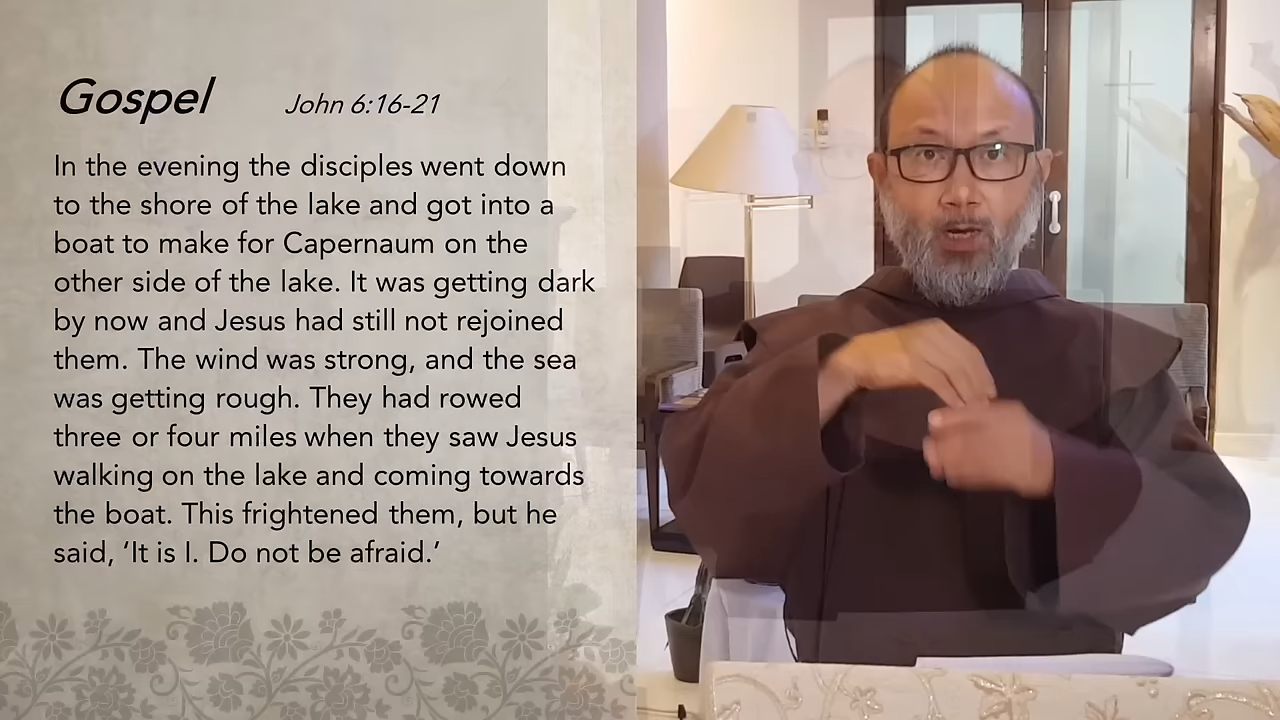 Gospel John 6:16-21
In the evening the disciples went down
to the shore of the lake and got into a
boat to make for Capernaum on the
other side of the lake. It was getting dark
by now and Jesus had still not rejoined
them. The wind was strong, and the sea
was getting rough. They had rowed
three or four miles when they saw Jesus
walking on the lake and coming towards
the boat. This frightened them, but he
said, ‘It is I. Do not be afraid.’